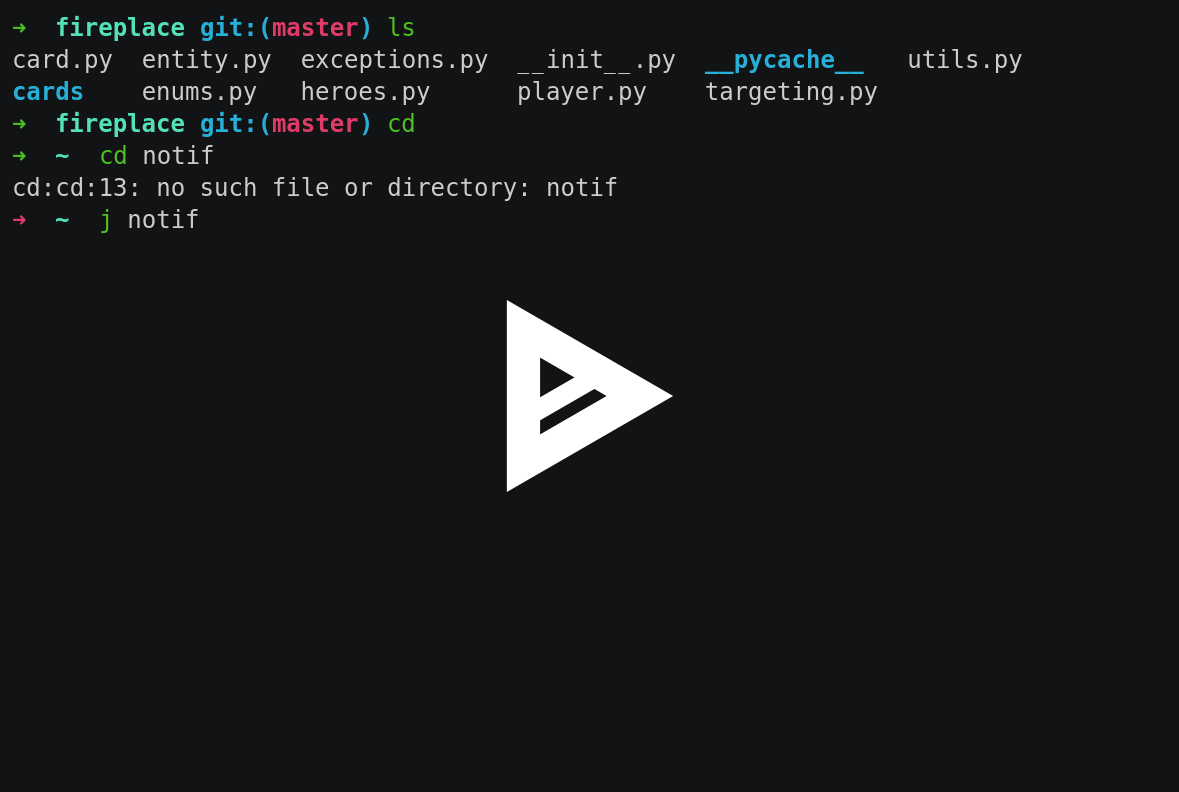 ➜  fireplace git:(master) ls
card.py  entity.py  exceptions.py  __init__.py  __pycache__   utils.py
cards    enums.py   heroes.py      player.py    targeting.py
➜  fireplace git:(master) cd
➜  ~  cd notif
cd:cd:13: no such file or directory: notif
➜  ~  j notif